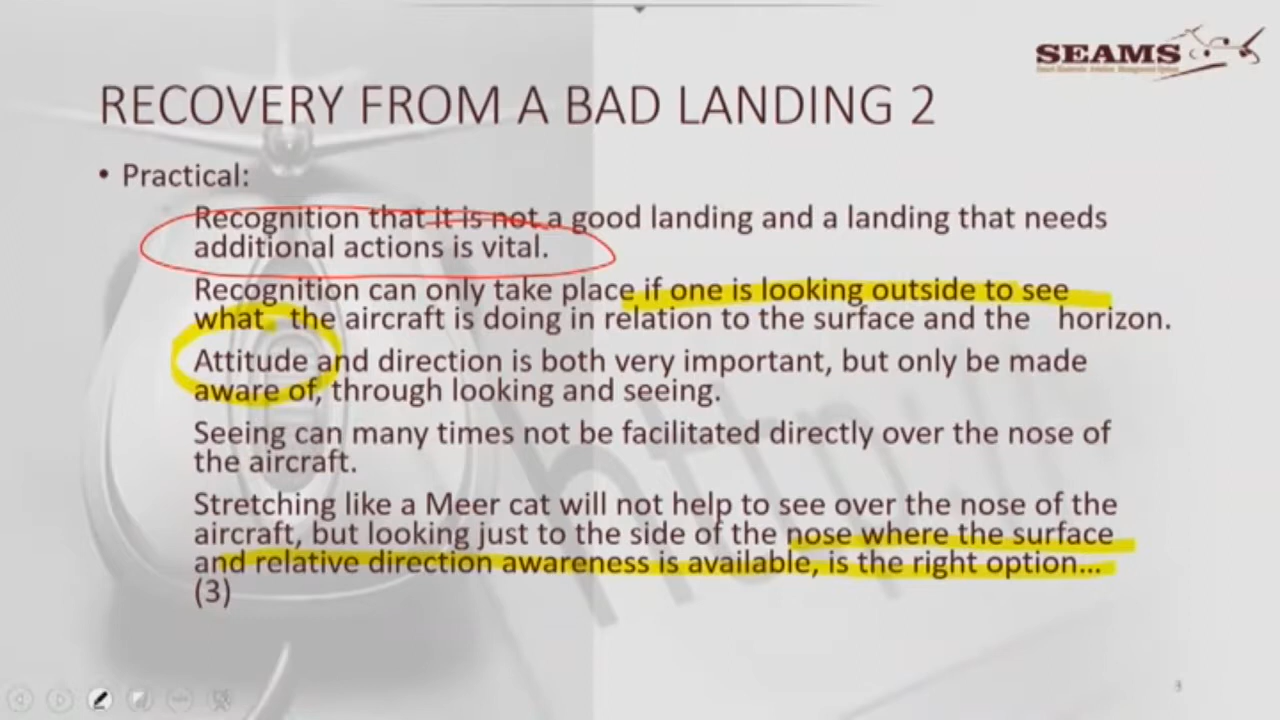 SEAMS
RECOVERY FROM A BAD LANDING 2
• Practical:
Recognition that it is not a good landing and a landing that needs
additional actions is vital.
Recognition can only take place if one is looking outside to see
what the aircraft is doing in relation to the surface and the horizon.
Attitude and direction is both very important, but only be made
aware of, through looking and seeing.
Seeing can many times not be facilitated directly over the nose of
the aircraft.
Stretching like a Meer cat will not help to see over the nose of the
aircraft, but looking just to the side of the nose where the surface
and relative direction awareness is available, is the right option…
(3)
3